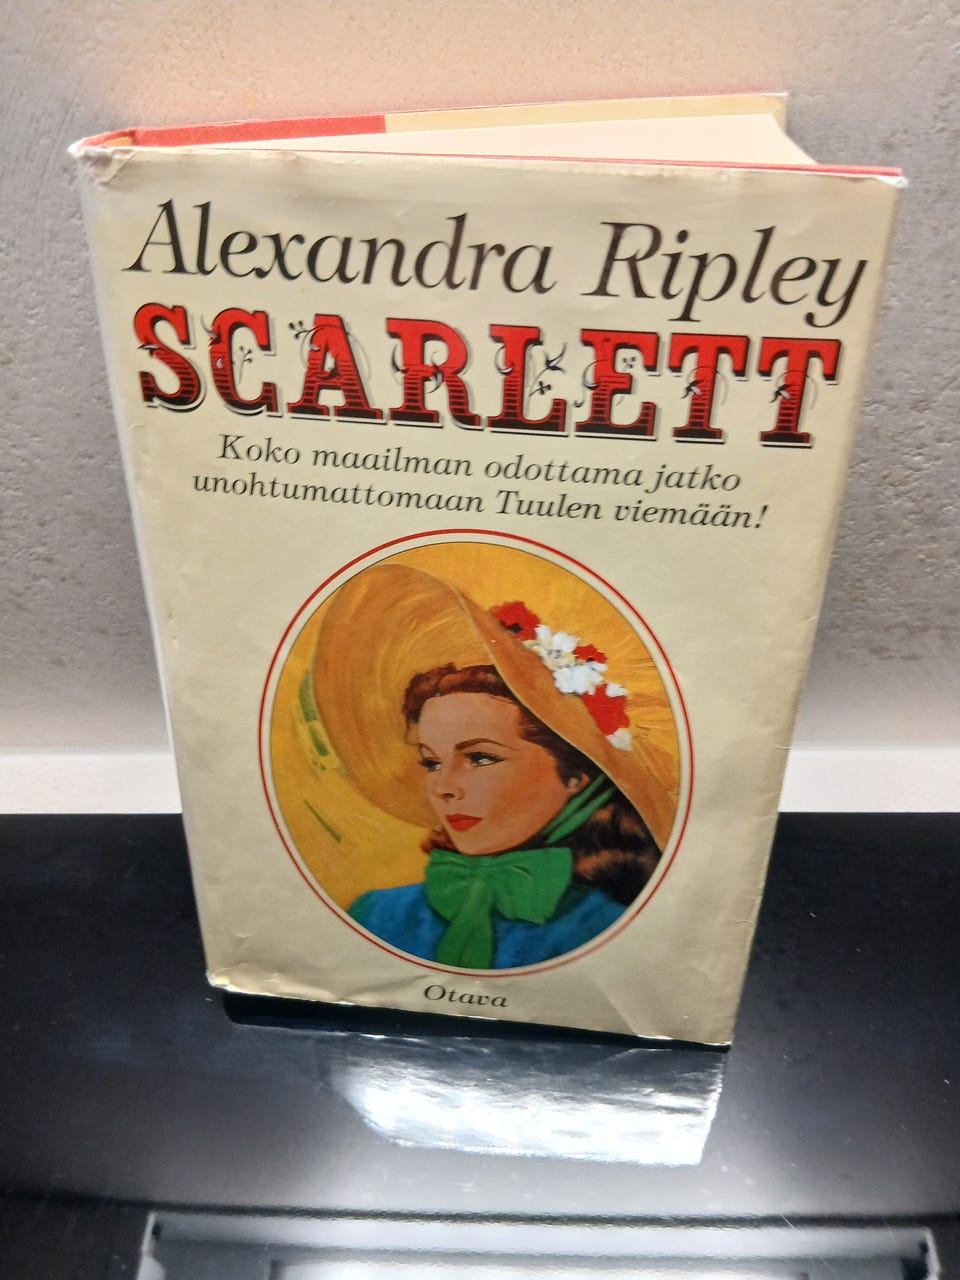 Alexandra Ripley
SCARLETT
Koko maailman odottama jatko
unohtumattomaan Tuulen viemään!
Otava